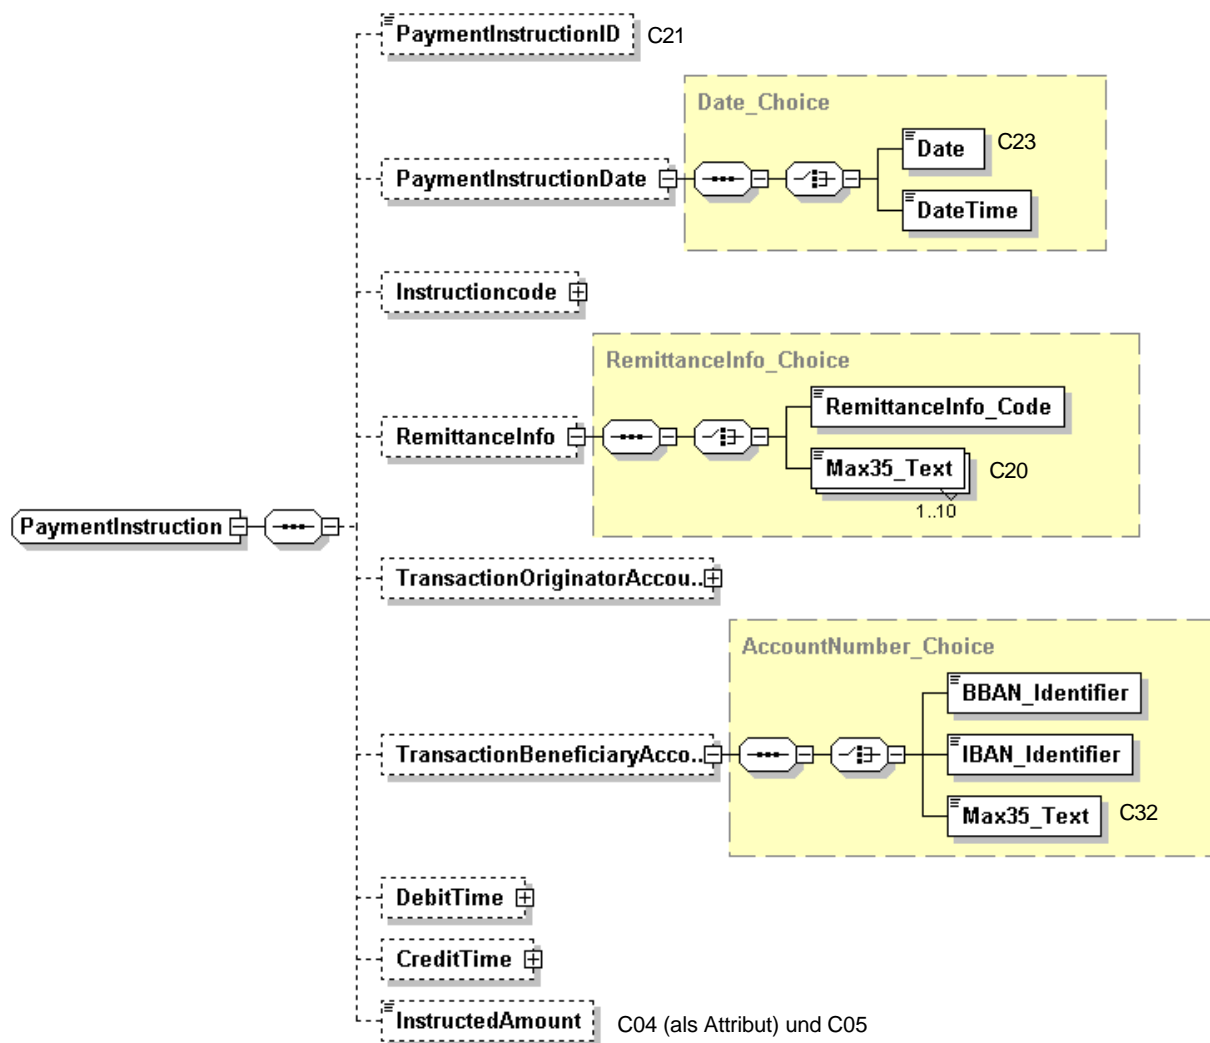 PaymentInstructionID C21
Date_Choice
Date C23
PaymentInstructionDate
DateTime
Instructioncode
RemittanceInfo_Choice
RemittanceInfo_Code
RemittanceInfo
Max35_Text C20
1..10
PaymentInstruction
TransactionOriginatorAccou..
AccountNumber_Choice
BBAN_Identifier
TransactionBeneficiaryAcco..
IBAN_Identifier
Max35_Text C32
DebitTime
CreditTime
InstructedAmount C04 (als Attribut) und C05